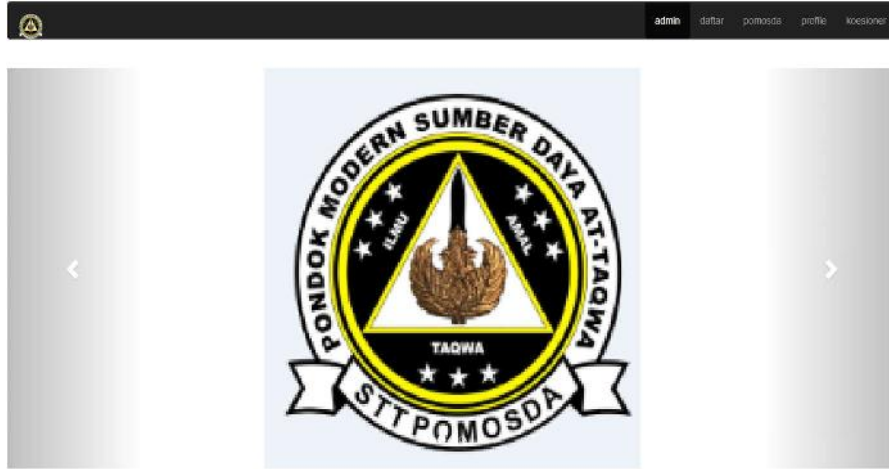 admin daftar pomosda profile koesioner
PONDOK MODERN SUMBER DAYA AT-TAQWA
ILMU
AMAL
TAQWA
STT POMOSDA